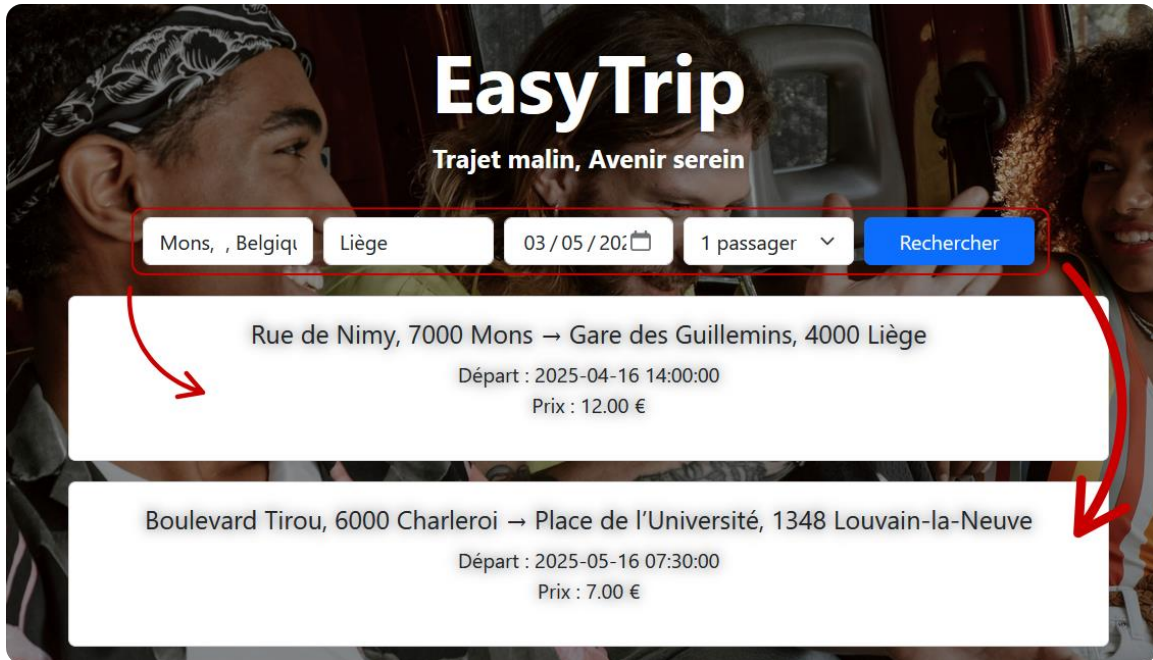 EasyTrip
Trajet malin, Avenir serein
Mons, , Belgiqu Liège 03/05/202 1 passager Rechercher
Rue de Nimy, 7000 Mons → Gare des Guillemins, 4000 Liège
Départ : 2025-04-16 14:00:00
Prix : 12.00 €
Boulevard Tirou, 6000 Charleroi → Place de l’Université, 1348 Louvain-la-Neuve
Départ : 2025-05-16 07:30:00
Prix : 7.00 €